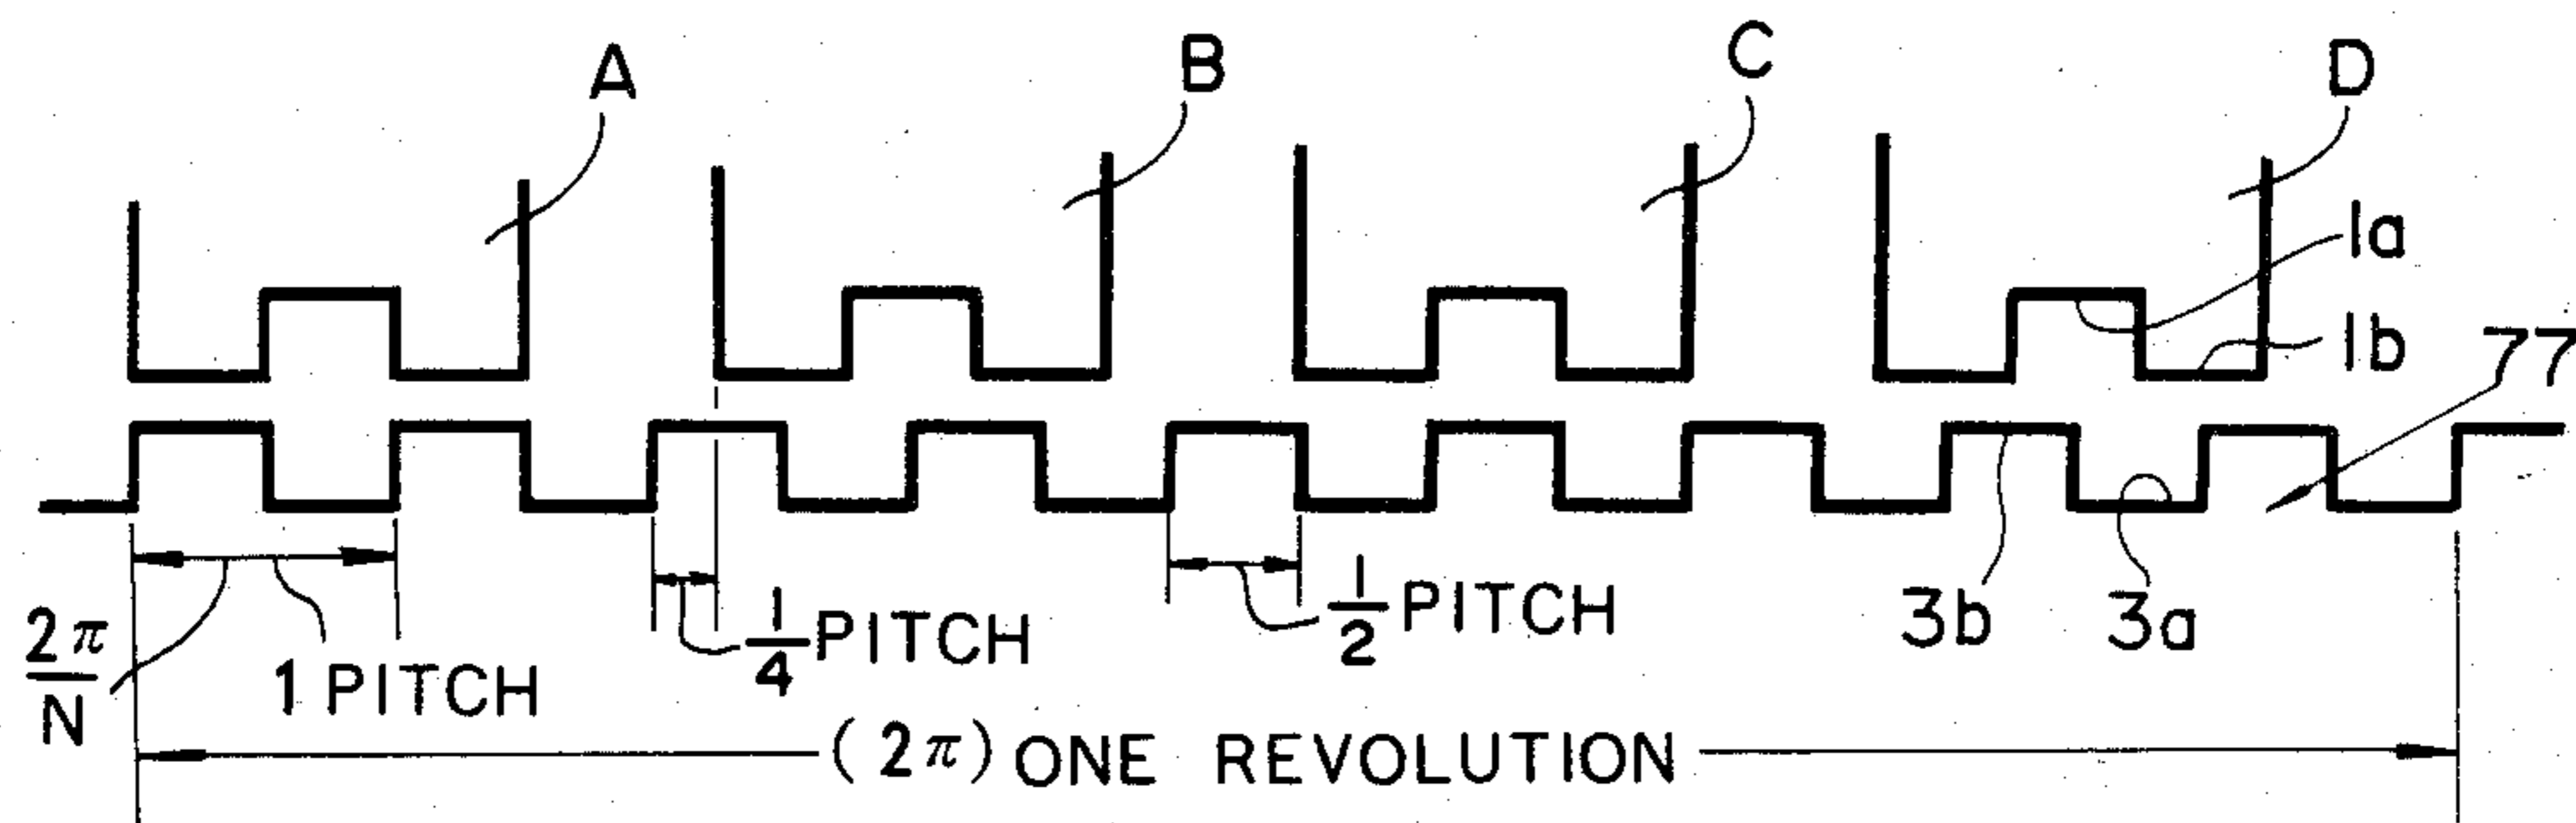 A
B
C
D
1a
1b
77
2π/N
1 PITCH
1/4 PITCH
1/2 PITCH
3b
3a
(2π) ONE REVOLUTION